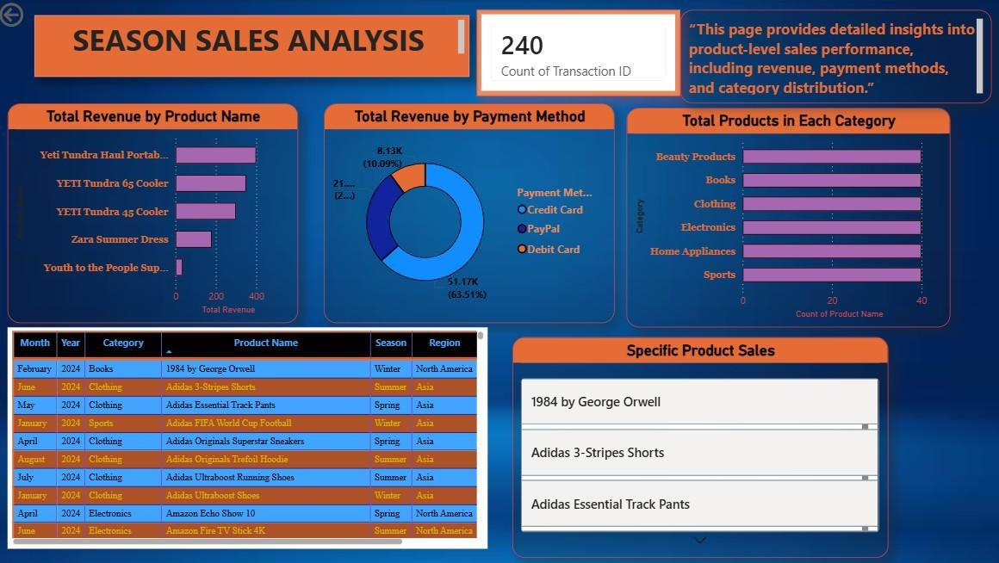 SEASON SALES ANALYSIS
240
Count of Transaction ID
“This page provides detailed insights into
product-level sales performance,
including revenue, payment methods,
and category distribution.”
Total Revenue by Product Name
Yeti Tundra Haul Portab...
YETI Tundra 65 Cooler
YETI Tundra 45 Cooler
Zara Summer Dress
Youth to the People Sup...
0 200 400
Total Revenue
Total Revenue by Payment Method
8.13K
(10.09%)
21....
(2...)
51.17K
(63.51%)
Payment Met...
Credit Card
PayPal
Debit Card
Total Products in Each Category
Category
Beauty Products
Books
Clothing
Electronics
Home Appliances
Sports
0 20 40
Count of Product Name
Month Year Category Product Name Season Region
February 2024 Books 1984 by George Orwell Winter North America
June 2024 Clothing Adidas 3-Stripes Shorts Summer Asia
May 2024 Clothing Adidas Essential Track Pants Spring Asia
January 2024 Sports Adidas FIFA World Cup Football Winter Asia
April 2024 Clothing Adidas Originals Superstar Sneakers Spring Asia
August 2024 Clothing Adidas Originals Trefoil Hoodie Summer Asia
July 2024 Clothing Adidas Ultraboost Running Shoes Summer Asia
January 2024 Clothing Adidas Ultraboost Shoes Winter Asia
April 2024 Electronics Amazon Echo Show 10 Spring North America
June 2024 Electronics Amazon Fire TV Stick 4K Summer North America
Specific Product Sales
1984 by George Orwell
Adidas 3-Stripes Shorts
Adidas Essential Track Pants